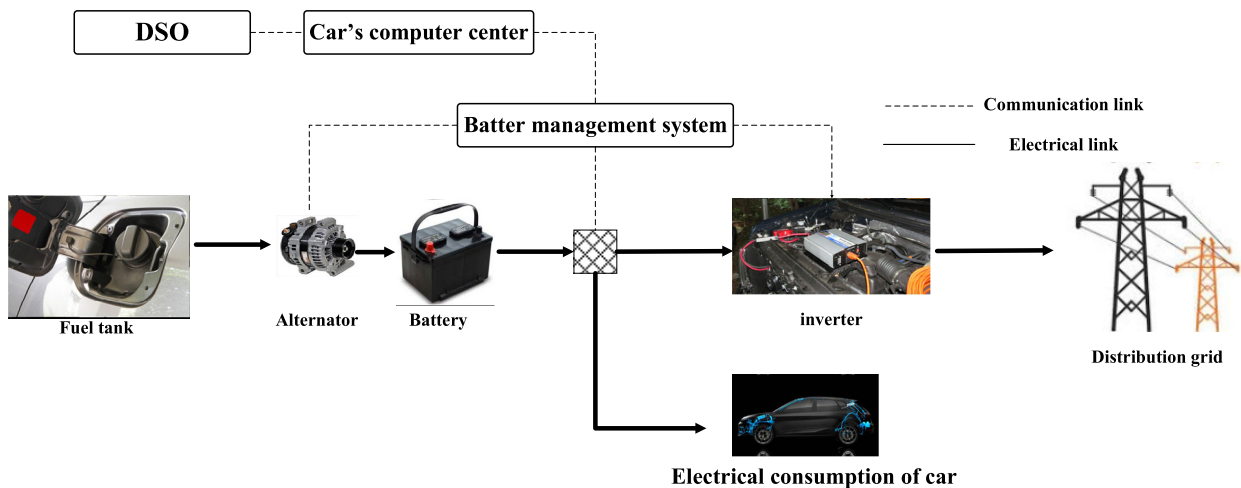 DSO
Car's computer center
Batter management system
Communication link
Electrical link
Fuel tank
Alternator
Battery
inverter
Distribution grid
Electrical consumption of car